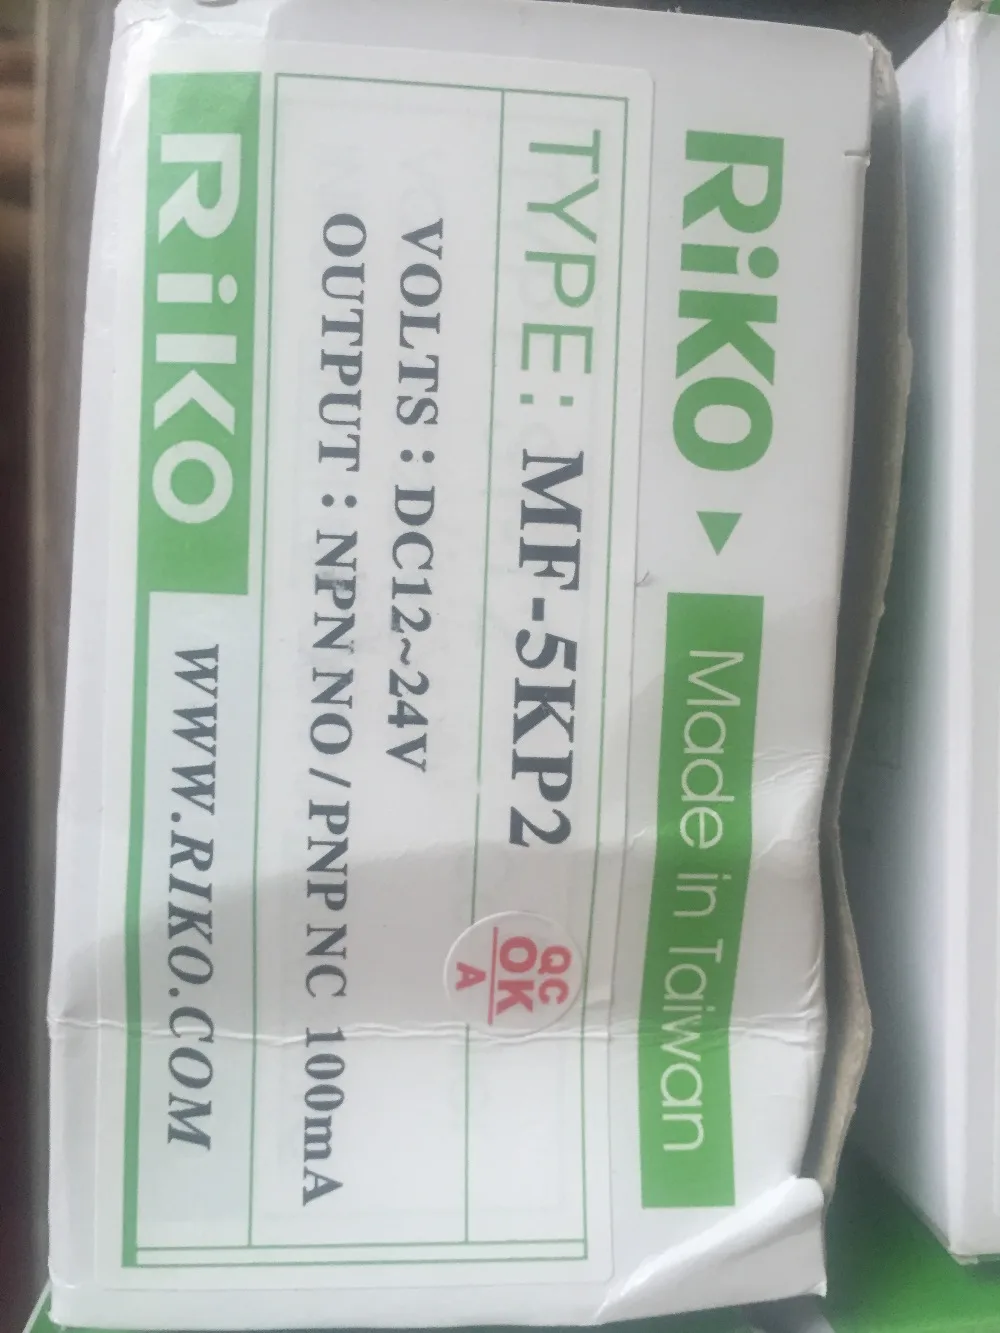 RiKO ▶ Made in Taiwan
TYPE : MF-5KP2
QC
OK
A
VOLTS : DC12~24V
OUTPUT : NPN NO / PNP NC 100mA
RiKO WWW.RIKO.COM